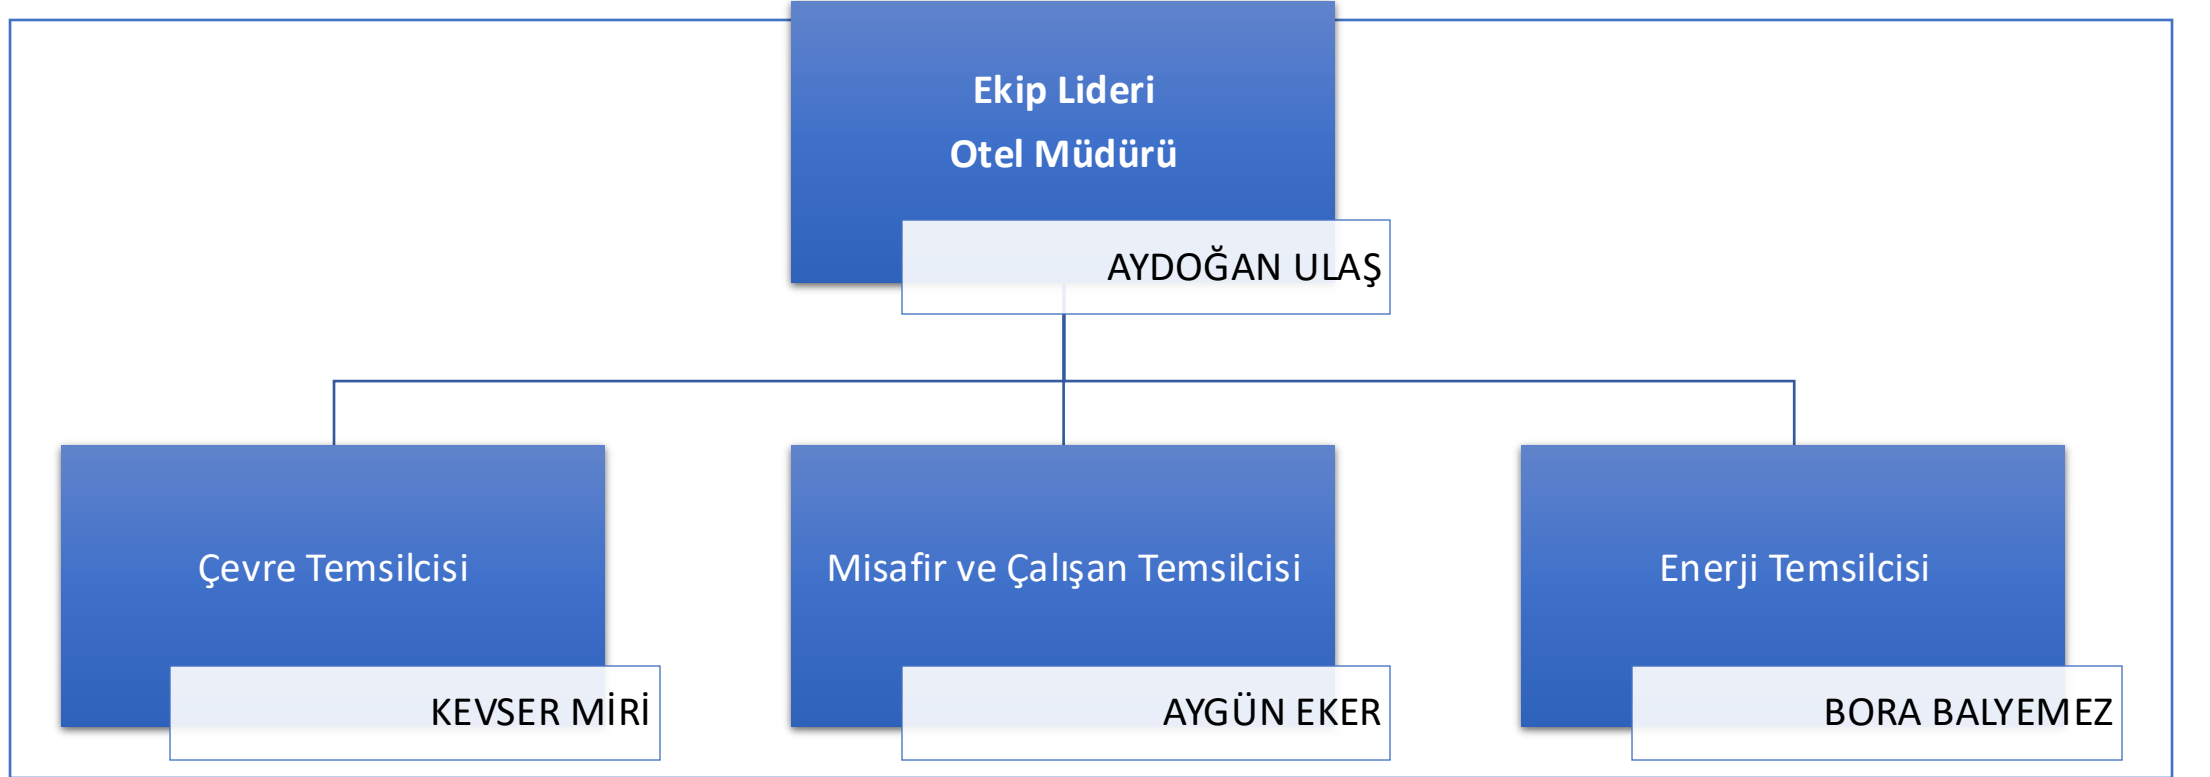 Ekip Lideri
Otel Müdürü
AYDOĞAN ULAŞ
Çevre Temsilcisi
KEVSER MİRİ
Misafir ve Çalışan Temsilcisi
AYGÜN EKER
Enerji Temsilcisi
BORA BALYEMEZ